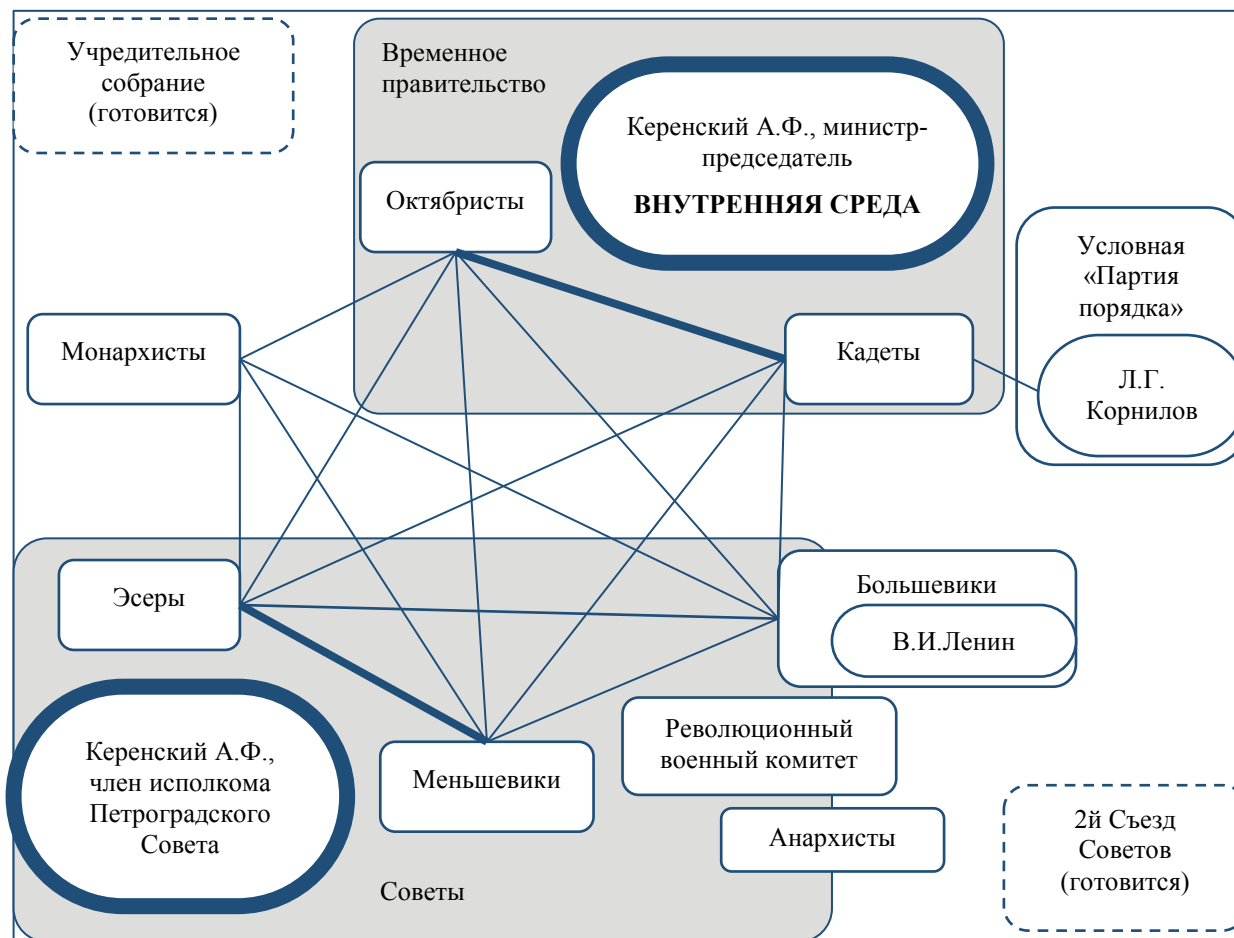 Учредительное
собрание
(готовится)
Временное
правительство
Керенский А.Ф., министр-
председатель
ВНУТРЕННЯЯ СРЕДА
Октябристы
Условная
«Партия
порядка»
Монархисты
Кадеты
Л.Г.
Корнилов
Эсеры
Большевики
В.И.Ленин
Керенский А.Ф.,
член исполкома
Петроградского
Совета
Меньшевики
Революционный
военный комитет
Анархисты
2й Съезд
Советов
(готовится)
Советы